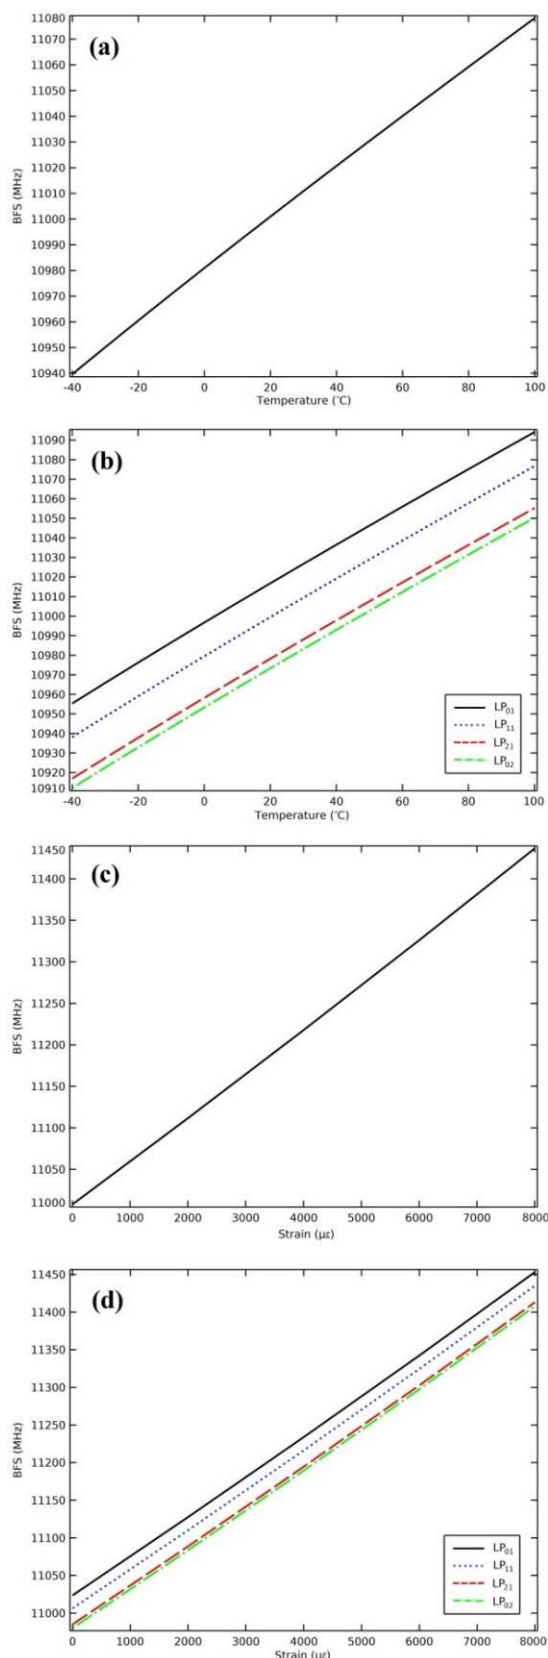 (a)
BFS (MHz)
11080
11070
11060
11050
11040
11030
11020
11010
11000
10990
10980
10970
10960
10950
10940
-40 -20 0 20 40 60 80 100
Temperature (℃)
(b)
BFS (MHz)
11090
11080
11070
11060
11050
11040
11030
11020
11010
11000
10990
10980
10970
10960
10950
10940
10930
10920
10910
LP01
LP11
LP21
LP02
-40 -20 0 20 40 60 80 100
Temperature (℃)
(c)
BFS (MHz)
11450
11400
11350
11300
11250
11200
11150
11100
11050
11000
0 1000 2000 3000 4000 5000 6000 7000 8000
Strain (με)
(d)
BFS (MHz)
11450
11400
11350
11300
11250
11200
11150
11100
11050
11000
LP01
LP11
LP21
LP02
0 1000 2000 3000 4000 5000 6000 7000 8000
Strain (με)